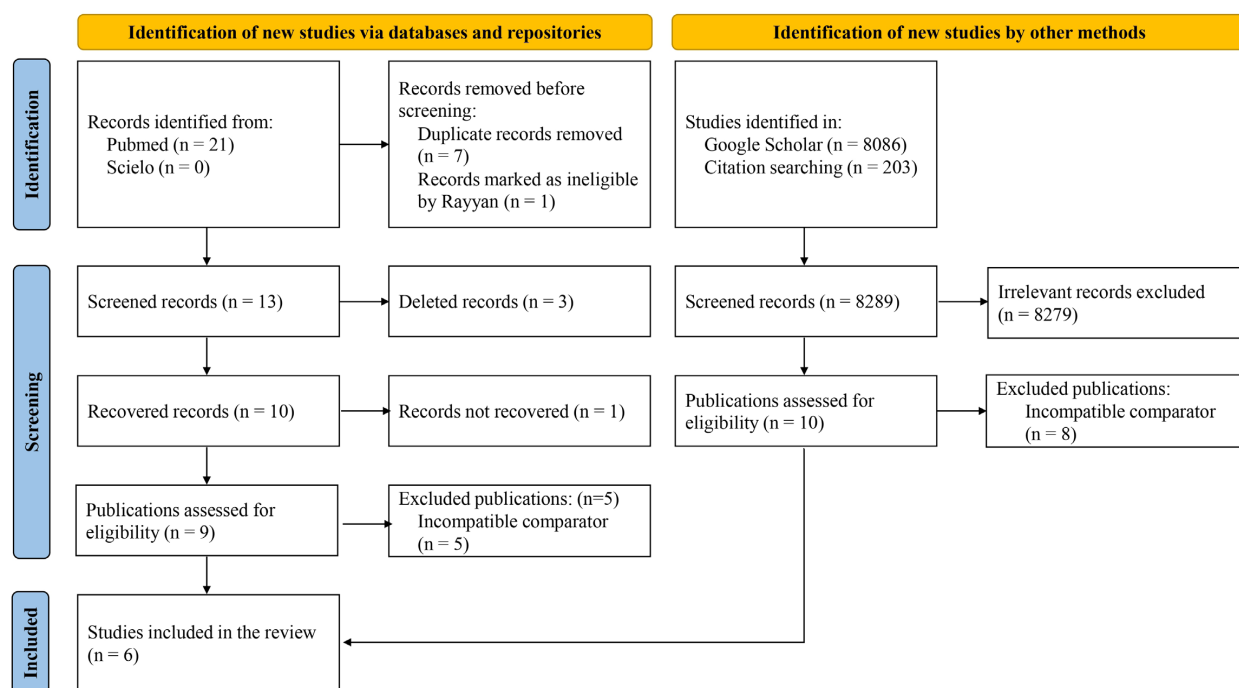 Identification of new studies via databases and repositories
Identification of new studies by other methods
Identification
Records identified from:
Pubmed (n = 21)
Scielo (n = 0)
Records removed before
screening:
Duplicate records removed
(n = 7)
Records marked as ineligible
by Rayyan (n = 1)
Studies identified in:
Google Scholar (n = 8086)
Citation searching (n = 203)
Screening
Screened records (n = 13)
Deleted records (n = 3)
Screened records (n = 8289)
Irrelevant records excluded
(n = 8279)
Recovered records (n = 10)
Records not recovered (n = 1)
Publications assessed for
eligibility (n = 10)
Excluded publications:
Incompatible comparator
(n = 8)
Publications assessed for
eligibility (n = 9)
Excluded publications: (n=5)
Incompatible comparator
(n = 5)
Included
Studies included in the review
(n = 6)